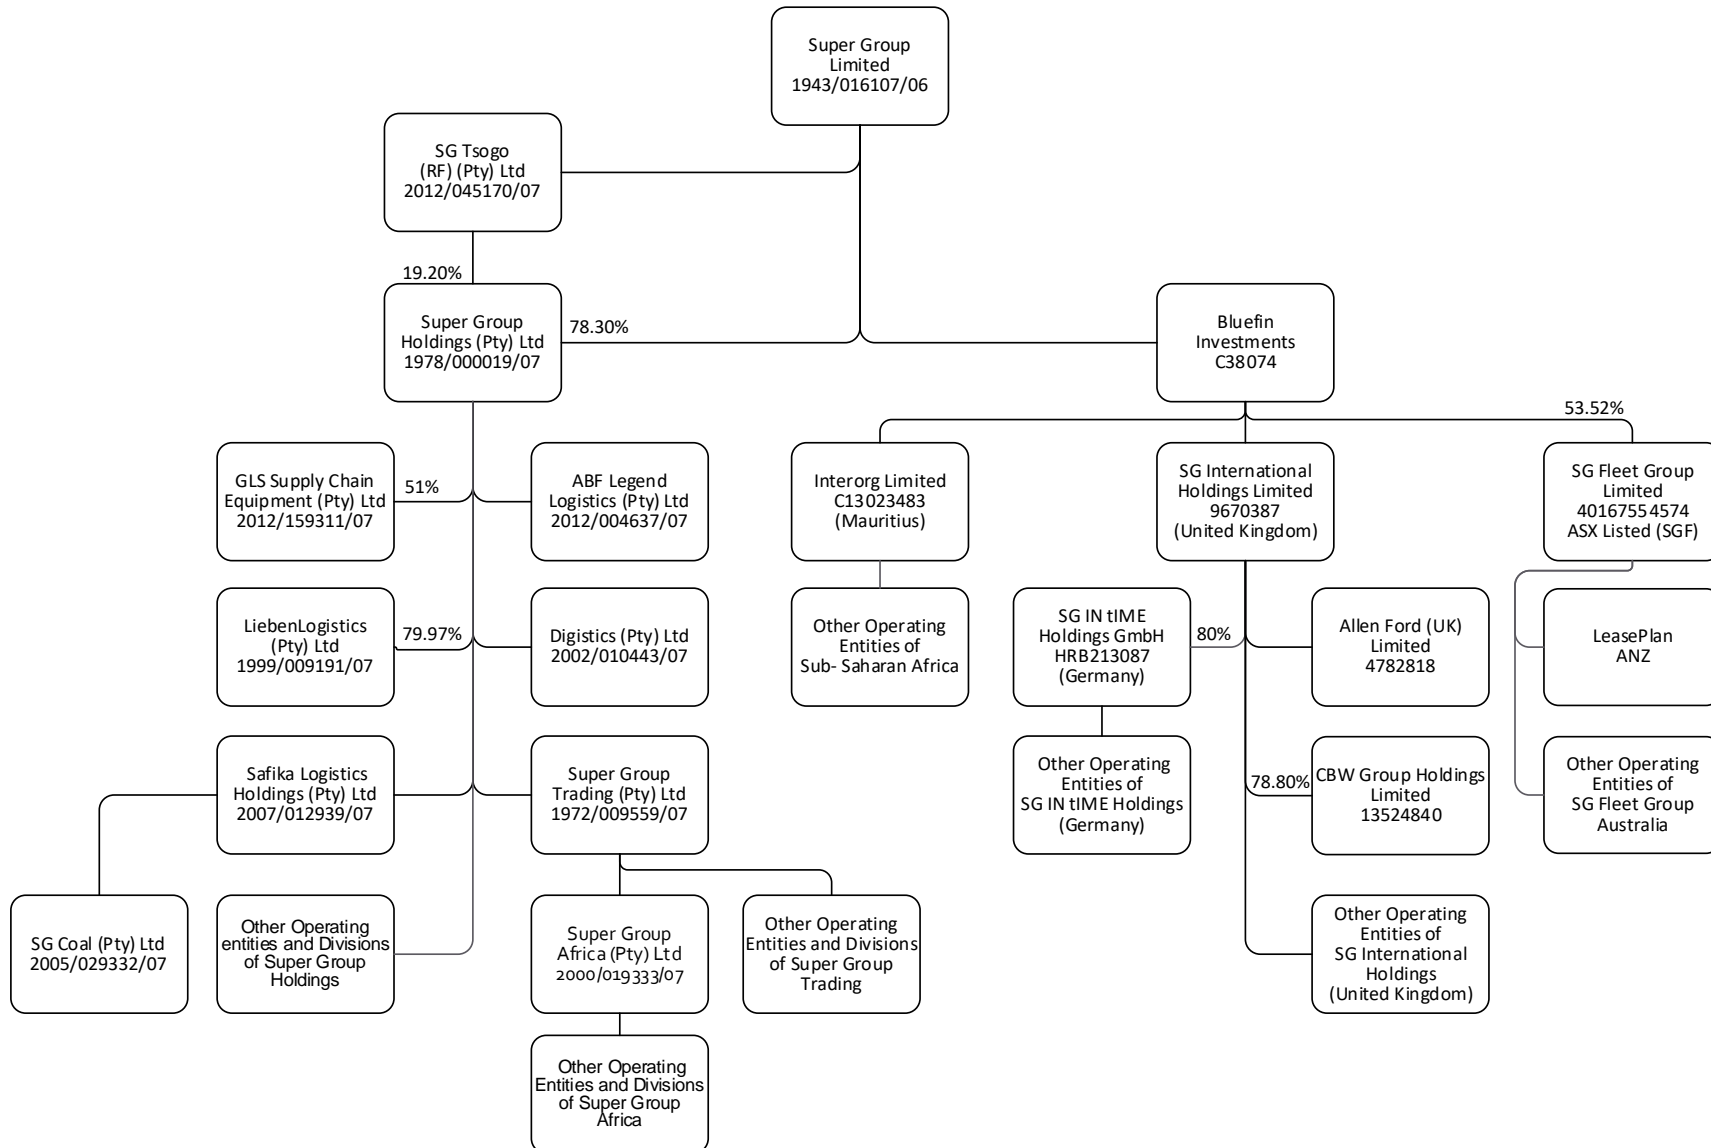 Super Group
Limited
1943/016107/06
SG Tsogo
(RF) (Pty) Ltd
2012/045170/07
19.20%
Super Group
Holdings (Pty) Ltd
1978/000019/07
78.30%
Bluefin
Investments
C38074
53.52%
GLS Supply Chain
Equipment (Pty) Ltd
2012/159311/07
51%
ABF Legend
Logistics (Pty) Ltd
2012/004637/07
Interorg Limited
C13023483
(Mauritius)
SG International
Holdings Limited
9670387
(United Kingdom)
SG Fleet Group
Limited
40167554574
ASX Listed (SGF)
LiebenLogistics
(Pty) Ltd
1999/009191/07
79.97%
Digistics (Pty) Ltd
2002/010443/07
Other Operating
Entities of
Sub- Saharan Africa
SG IN tIME
Holdings GmbH
HRB213087
(Germany)
80%
Allen Ford (UK)
Limited
4782818
LeasePlan
ANZ
Safika Logistics
Holdings (Pty) Ltd
2007/012939/07
Super Group
Trading (Pty) Ltd
1972/009559/07
Other Operating
Entities of
SG IN tIME Holdings
(Germany)
78.80%
CBW Group Holdings
Limited
13524840
Other Operating
Entities of
SG Fleet Group
Australia
SG Coal (Pty) Ltd
2005/029332/07
Other Operating
entities and Divisions
of Super Group
Holdings
Super Group
Africa (Pty) Ltd
2000/019333/07
Other Operating
Entities and Divisions
of Super Group
Trading
Other Operating
Entities of
SG International
Holdings
(United Kingdom)
Other Operating
Entities and Divisions
of Super Group
Africa